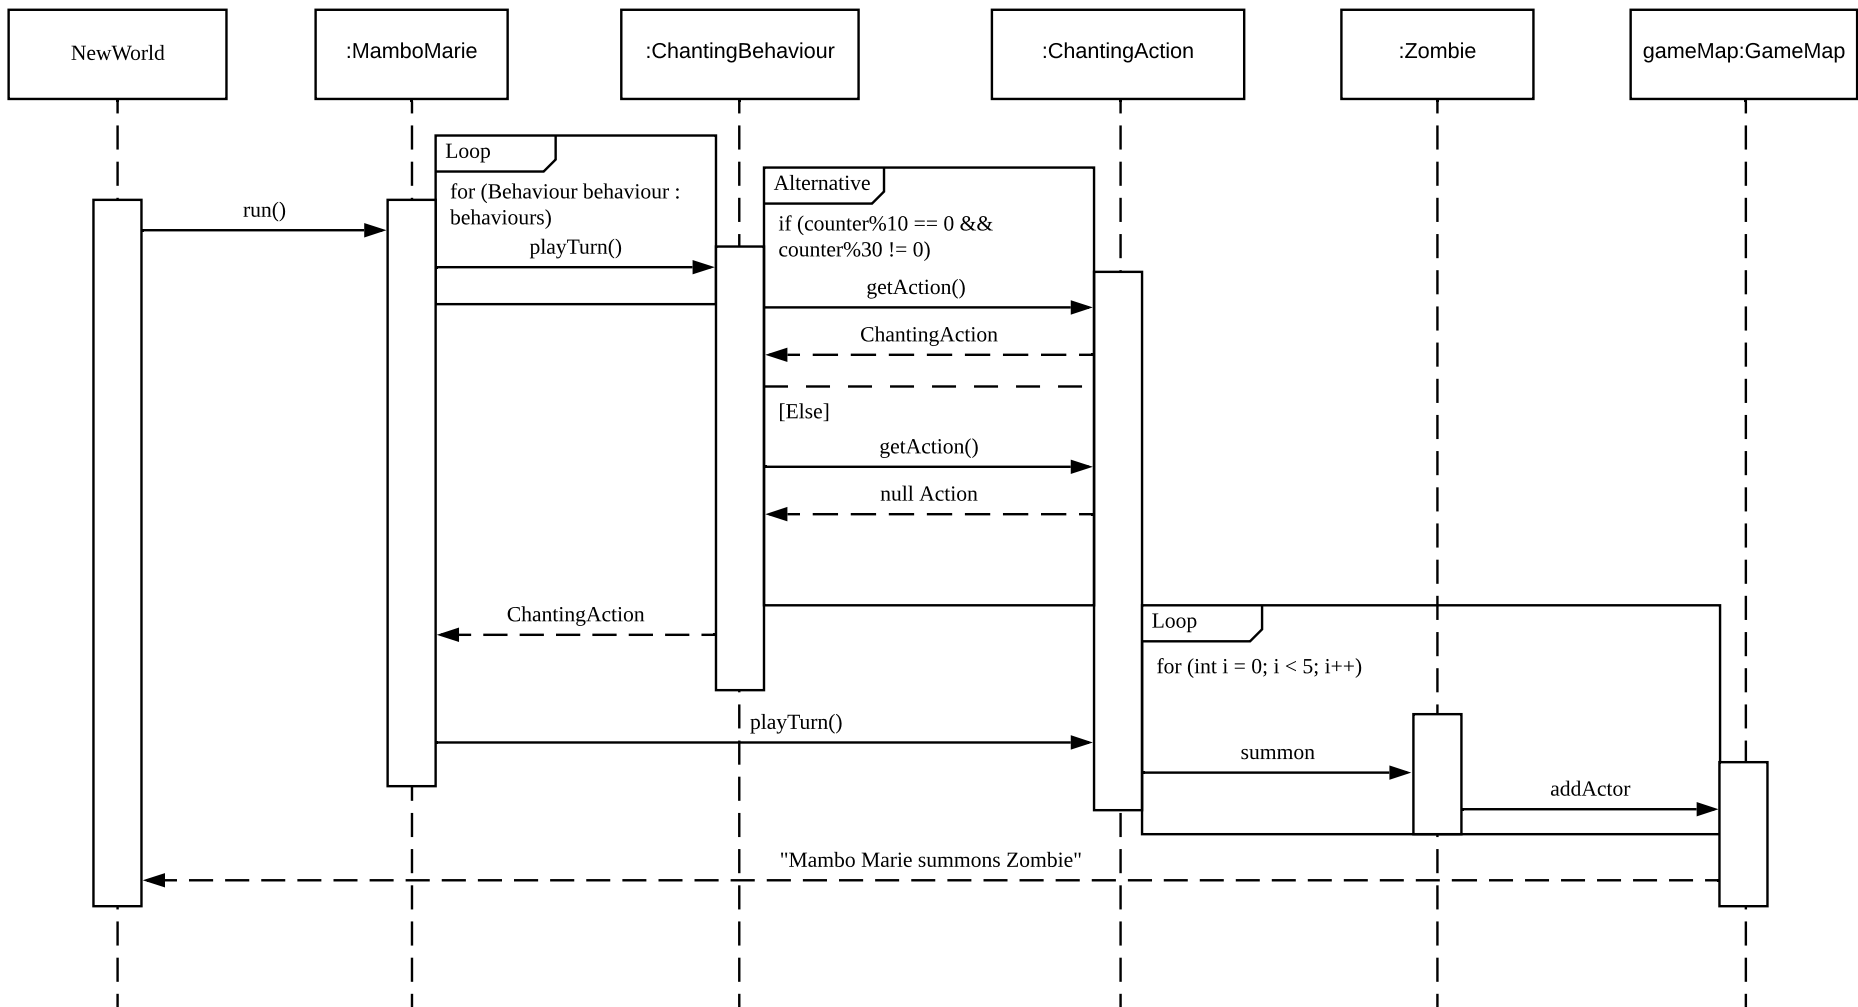 NewWorld
:MamboMarie
:ChantingBehaviour
:ChantingAction
:Zombie
gameMap:GameMap
Loop
for (Behaviour behaviour :
behaviours)
Alternative
if (counter%10 == 0 &&
counter%30 != 0)
run()
playTurn()
getAction()
ChantingAction
[Else]
getAction()
null Action
ChantingAction
Loop
for (int i = 0; i < 5; i++)
playTurn()
summon
addActor
"Mambo Marie summons Zombie"